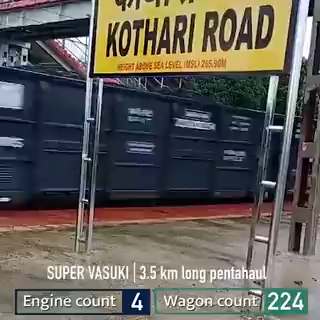 KOTHARI ROAD
HEIGHT ABOVE SEA LEVEL (MSL) 295.90M
SUPER VASUKI | 3.5 km long pentahaul
Engine count 4 Wagon count 224